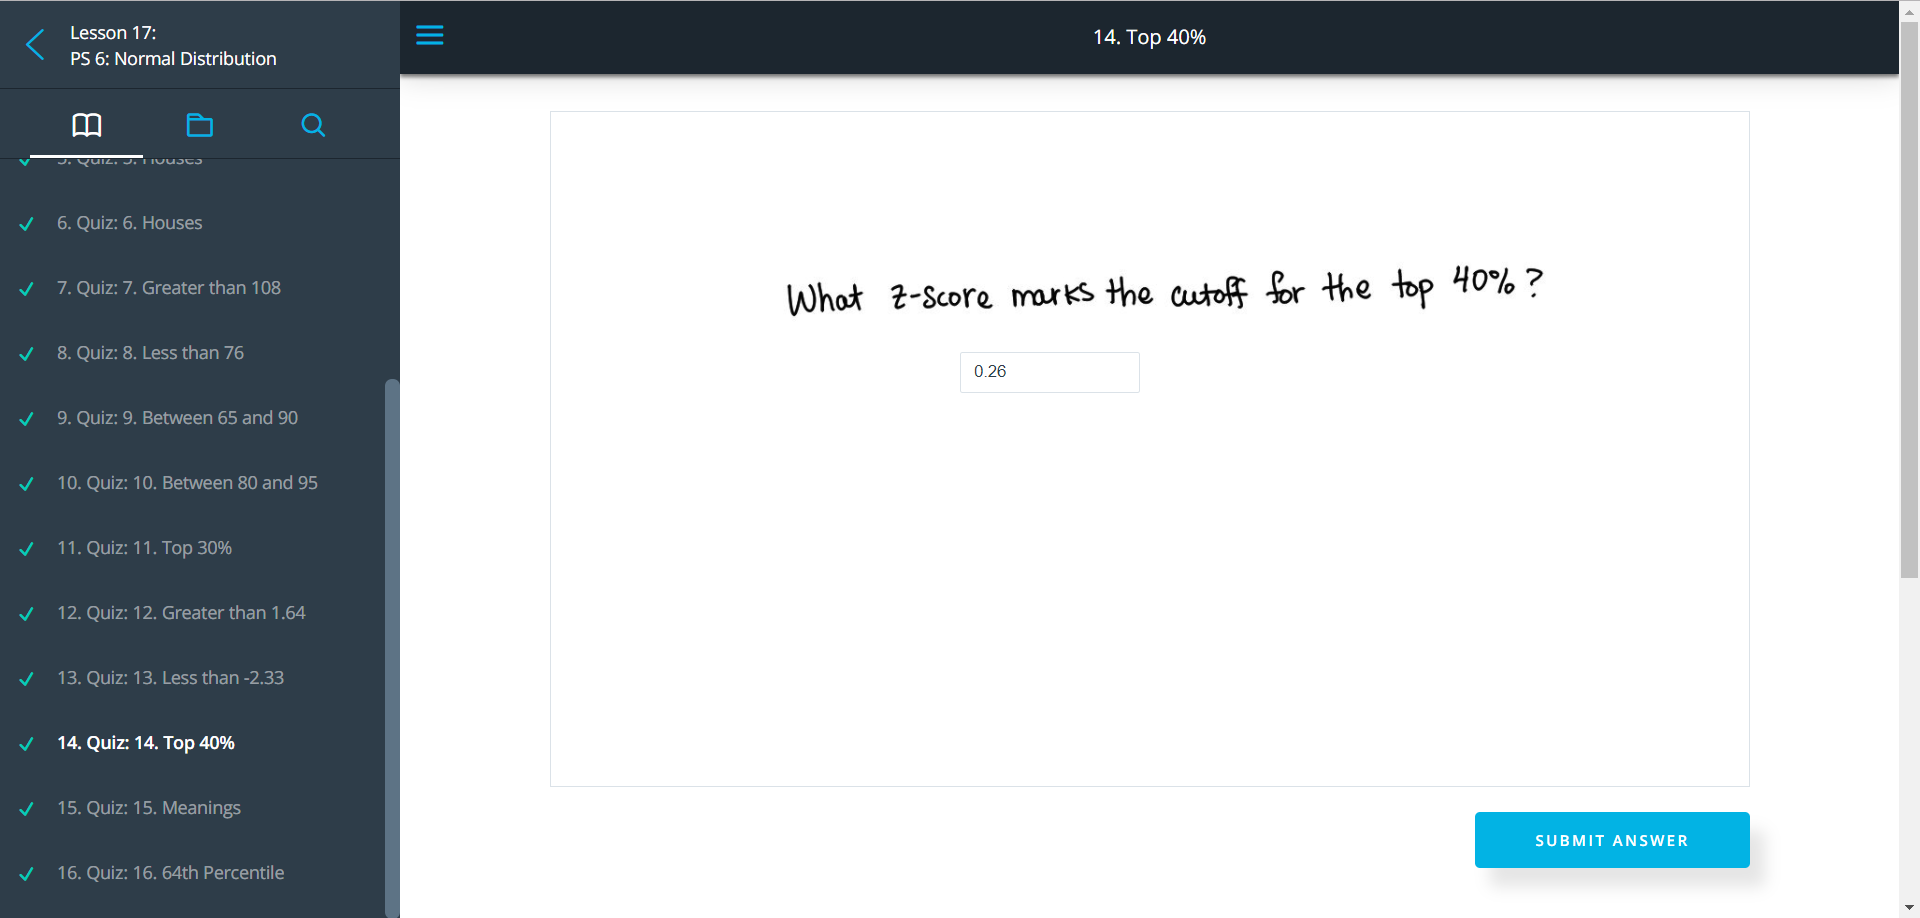 Lesson 17:
PS 6: Normal Distribution
14. Top 40%
5. Quiz: 5. Houses
6. Quiz: 6. Houses
7. Quiz: 7. Greater than 108
8. Quiz: 8. Less than 76
9. Quiz: 9. Between 65 and 90
10. Quiz: 10. Between 80 and 95
11. Quiz: 11. Top 30%
12. Quiz: 12. Greater than 1.64
13. Quiz: 13. Less than -2.33
14. Quiz: 14. Top 40%
15. Quiz: 15. Meanings
16. Quiz: 16. 64th Percentile
What z-score marks the cutoff for the top 40%?
0.26
SUBMIT ANSWER